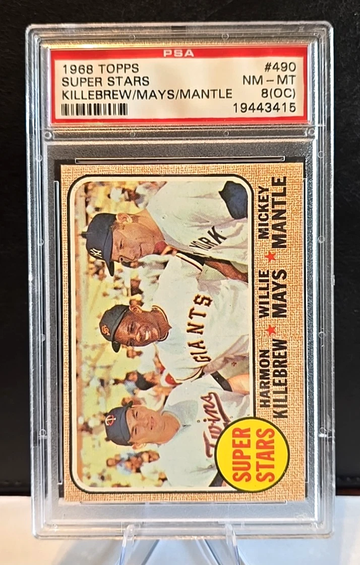 PSA
1968 TOPPS #490
SUPER STARS NM-MT
KILLEBREW/MAYS/MANTLE 8(OC)
19443415
YORK
GIANTS
Twins
SUPER
STARS
HARMON WILLIE MICKEY
KILLEBREW ★ MAYS ★ MANTLE